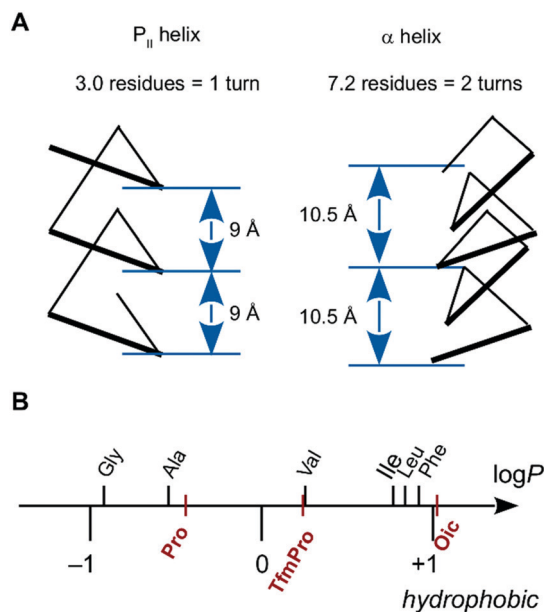 A
P_II helix
α helix
3.0 residues = 1 turn
7.2 residues = 2 turns
9 Å
9 Å
10.5 Å
10.5 Å
B
Gly
Ala
Val
Ile
Leu
Phe
logP
Pro
TfmPro
Oic
–1
0
+1
hydrophobic